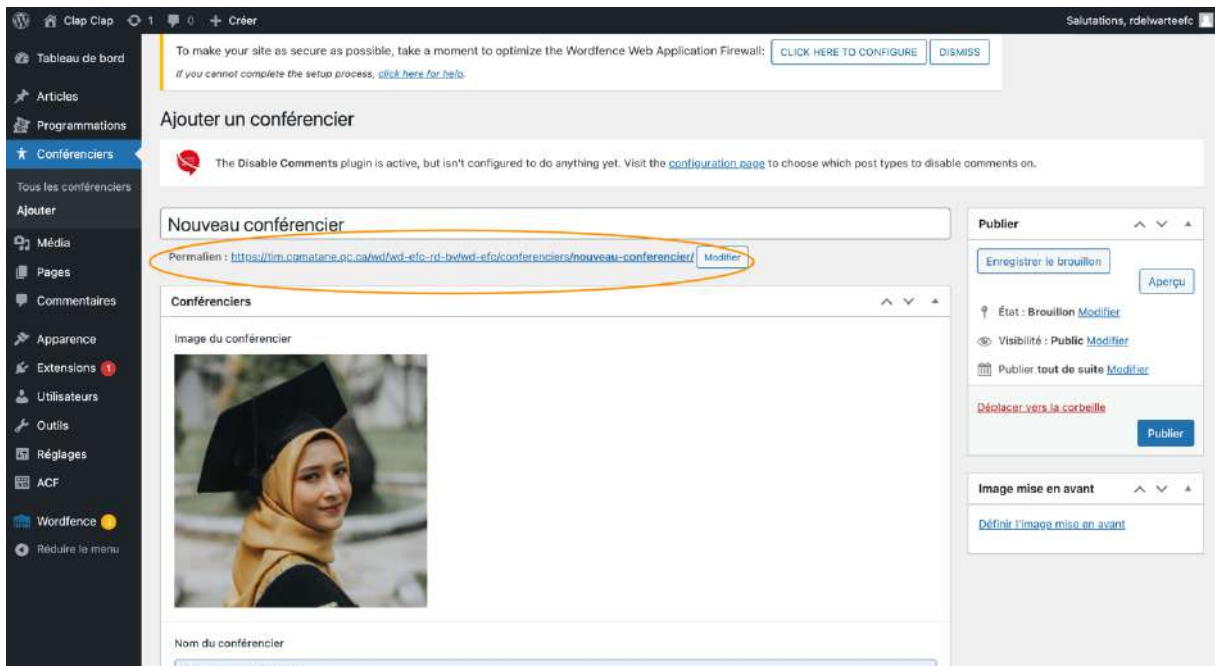 Clap Clap 1 0 + Créer
Salutations, rdelwarteefc
Tableau de bord
Articles
Programmations
Conférenciers
Tous les conférenciers
Ajouter
Média
Pages
Commentaires
Apparence
Extensions 1
Utilisateurs
Outils
Réglages
ACF
Wordfence 3
Réduire le menu
To make your site as secure as possible, take a moment to optimize the Wordfence Web Application Firewall: CLICK HERE TO CONFIGURE DISMISS
If you cannot complete the setup process, click here for help.
Ajouter un conférencier
The Disable Comments plugin is active, but isn't configured to do anything yet. Visit the configuration page to choose which post types to disable comments on.
Nouveau conférencier
Permalien : https://tim.cgmatane.qc.ca/wd/wd-efc-rd-bv/wd-efc/conferenciers/nouveau-conferencier/ Modifier
Conférenciers
Image du conférencier
Nom du conférencier
Publier
Enregistrer le brouillon
Aperçu
État : Brouillon Modifier
Visibilité : Public Modifier
Publier tout de suite Modifier
Déplacer vers la corbeille
Publier
Image mise en avant
Définir l'image mise en avant